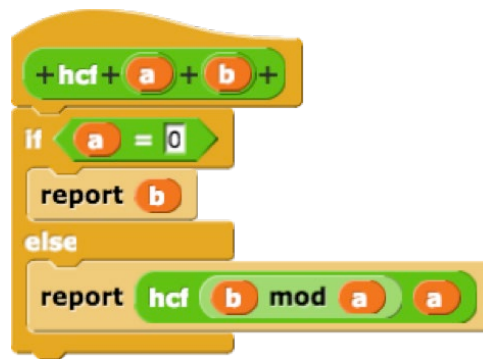 +hcf+ a + b +
if a = 0
report b
else
report hcf b mod a a